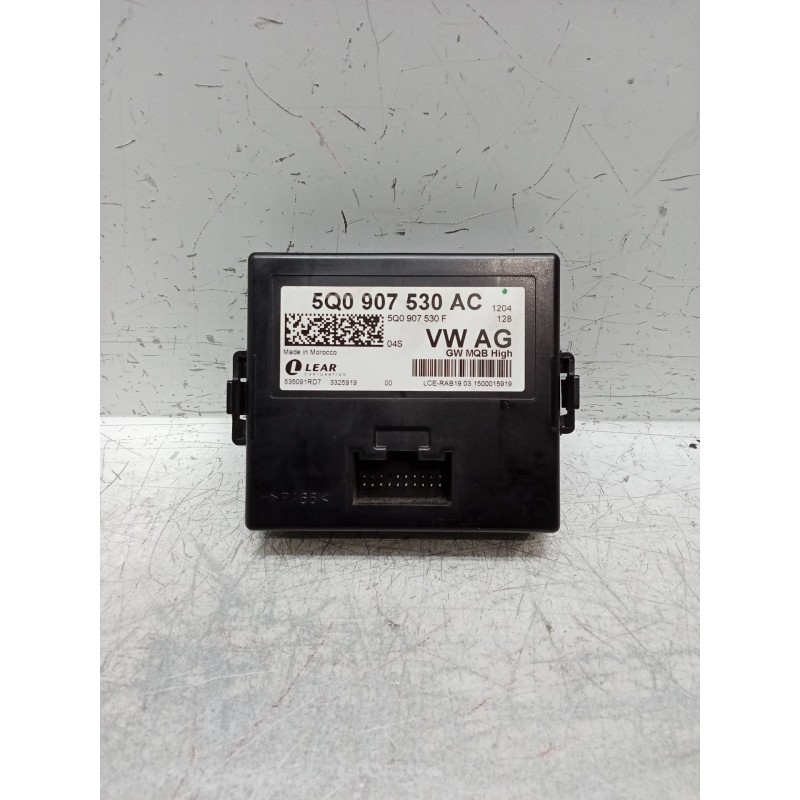 5Q0 907 530 AC
1204
5Q0 907 530 F
128
04S
VW AG
GW MQB High
Made in Morocco
LEAR
CORPORATION
535091RD7 3325919 00
LCE-RAB19 03.1500015919